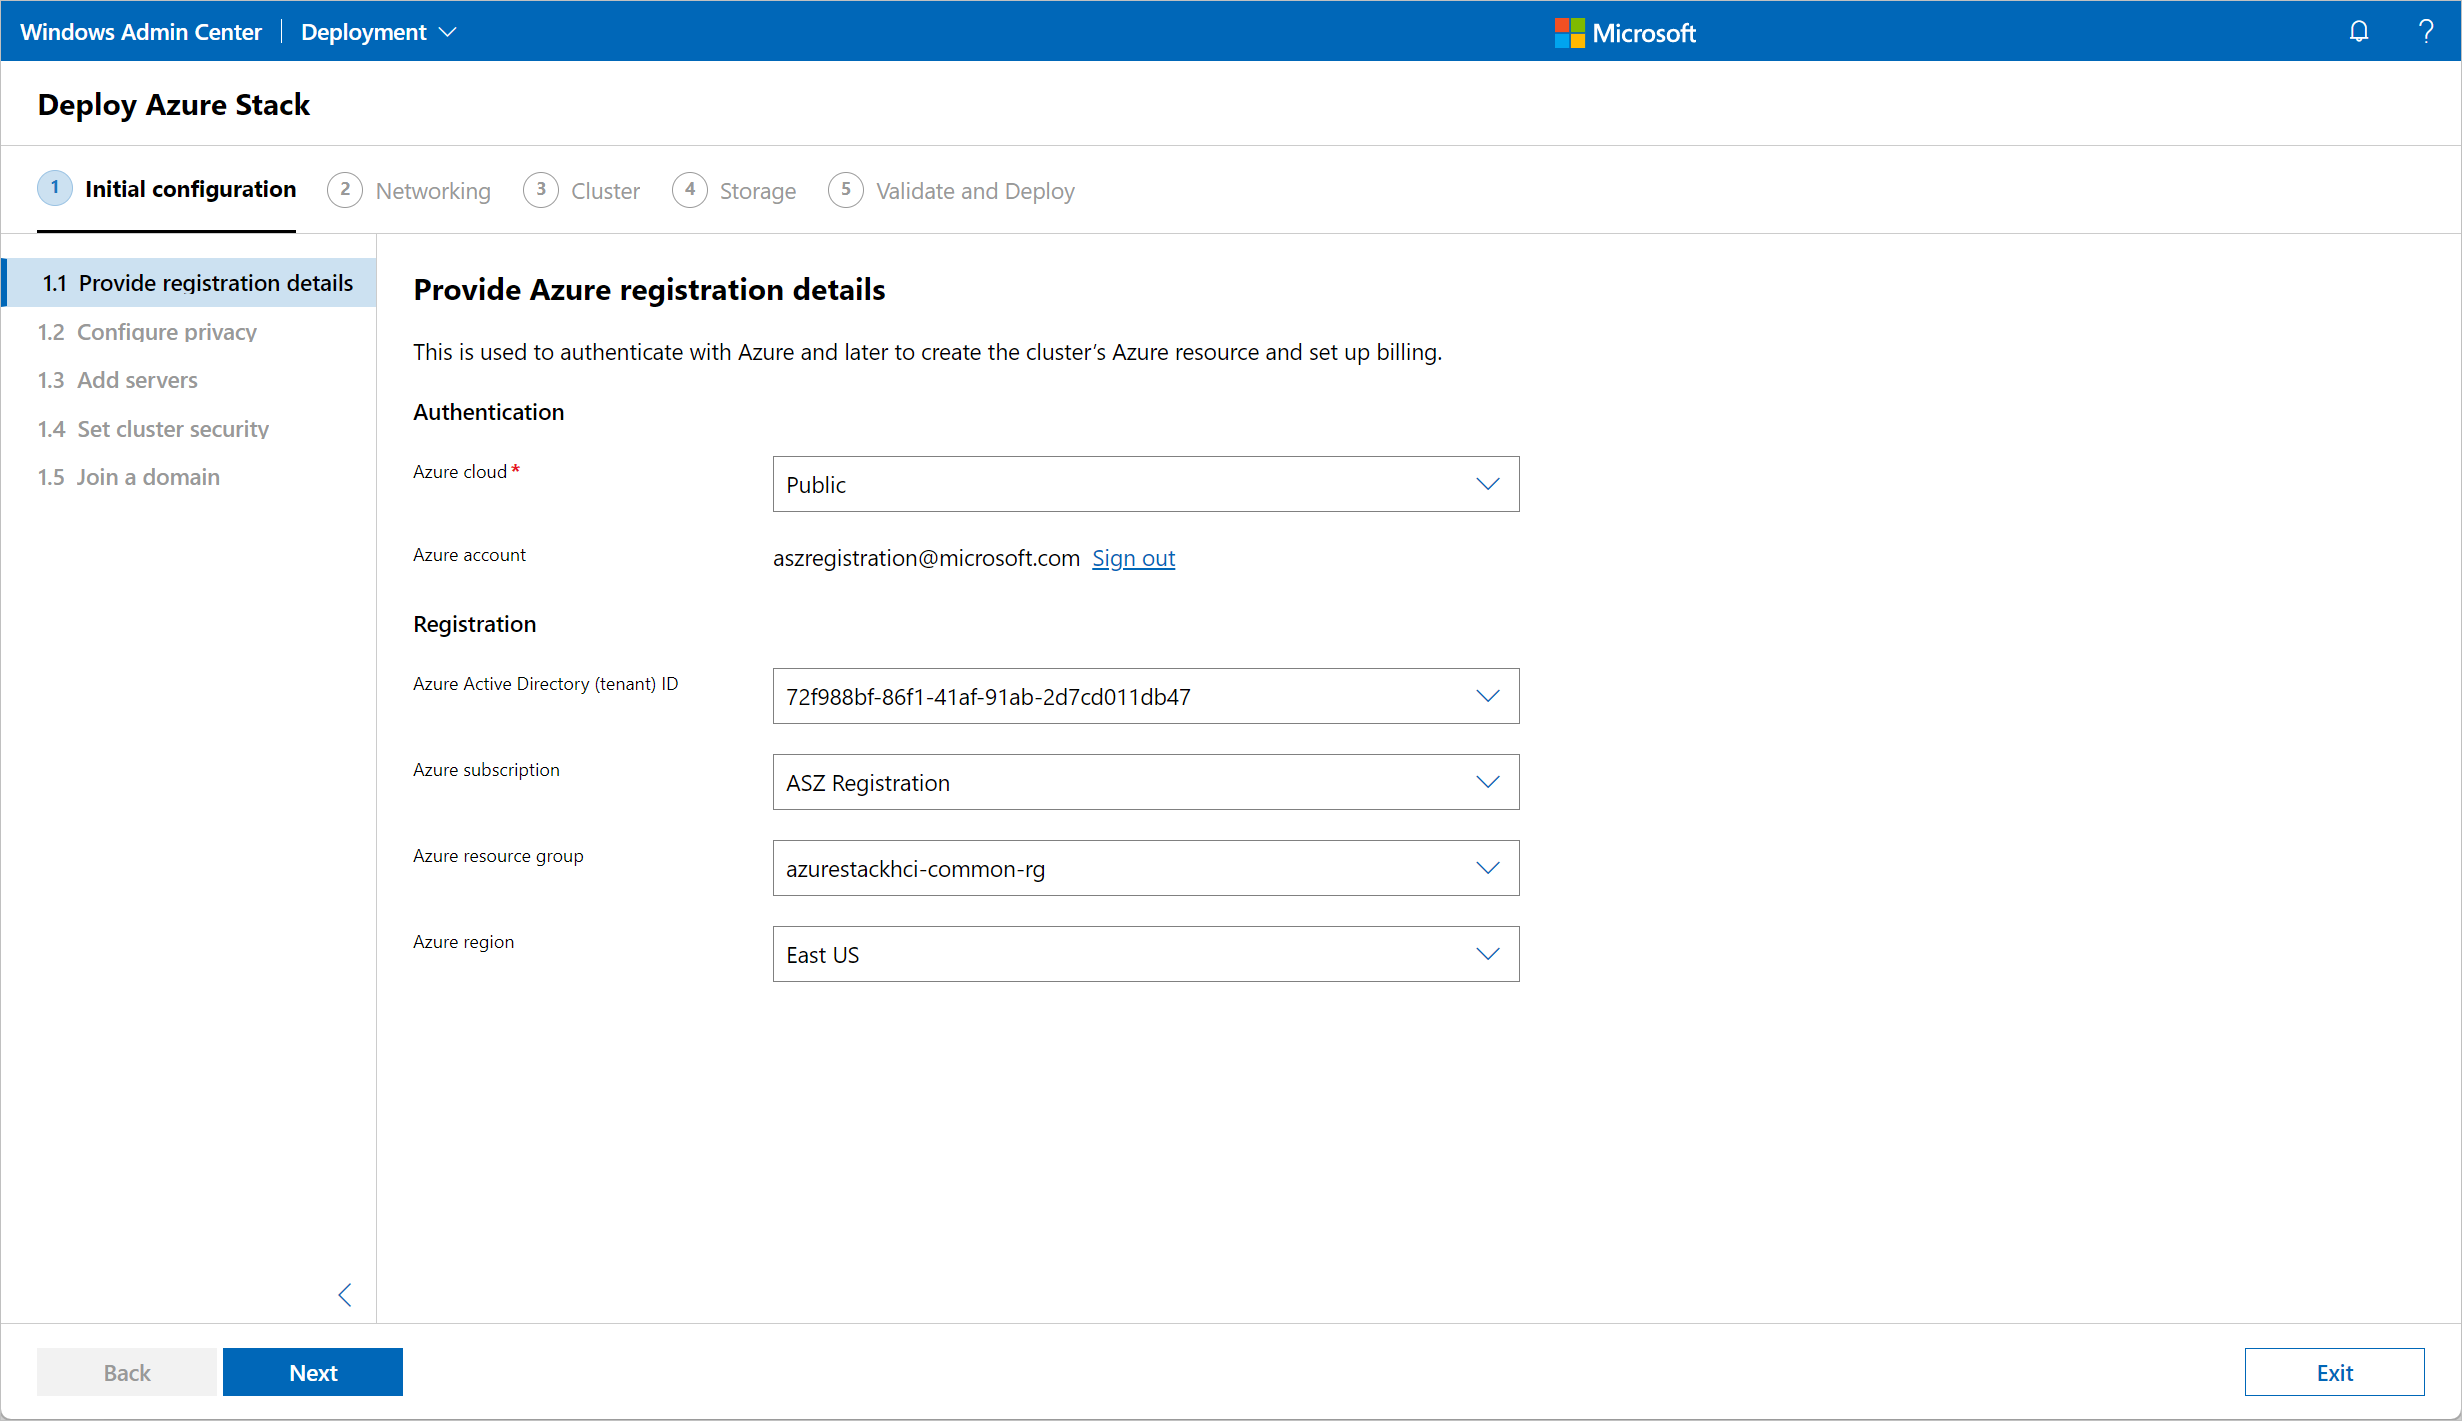 Windows Admin Center | Deployment
Microsoft
?
Deploy Azure Stack
1 Initial configuration
2 Networking
3 Cluster
4 Storage
5 Validate and Deploy
1.1 Provide registration details
1.2 Configure privacy
1.3 Add servers
1.4 Set cluster security
1.5 Join a domain
Provide Azure registration details
This is used to authenticate with Azure and later to create the cluster’s Azure resource and set up billing.
Authentication
Azure cloud *
Public
Azure account
aszregistration@microsoft.com Sign out
Registration
Azure Active Directory (tenant) ID
72f988bf-86f1-41af-91ab-2d7cd011db47
Azure subscription
ASZ Registration
Azure resource group
azurestackhci-common-rg
Azure region
East US
Back
Next
Exit